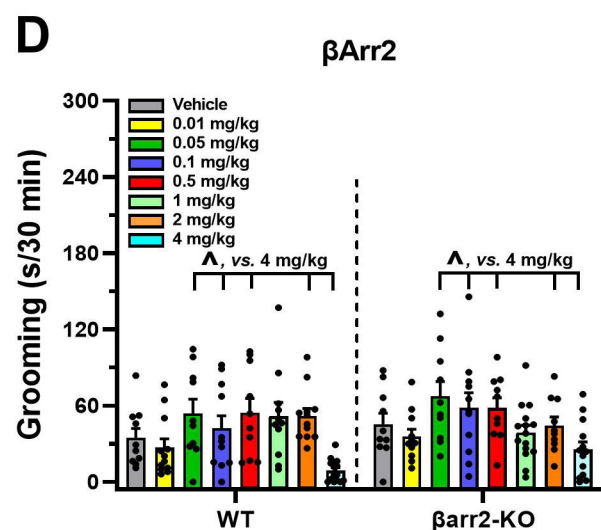 D
βArr2
Grooming (s/30 min)
300
240
180
120
60
0
Vehicle
0.01 mg/kg
0.05 mg/kg
0.1 mg/kg
0.5 mg/kg
1 mg/kg
2 mg/kg
4 mg/kg
^, vs. 4 mg/kg
^, vs. 4 mg/kg
WT
βarr2-KO